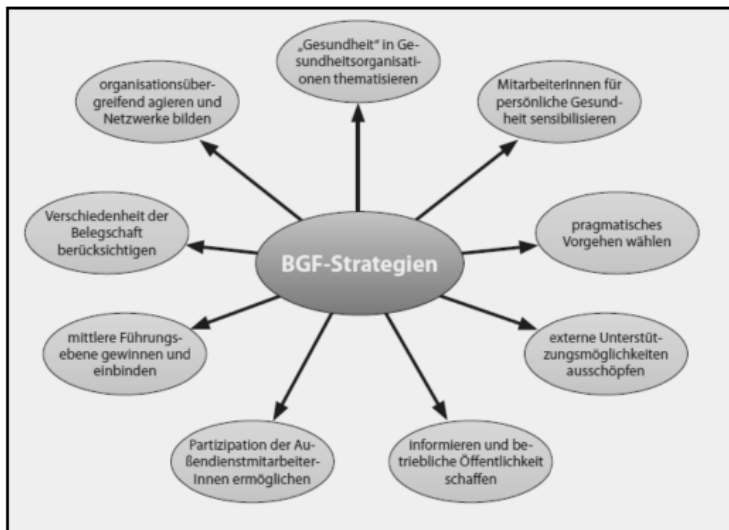 „Gesundheit“ in Ge-
sundheitsorganisati-
onen thematisieren
MitarbeiterInnen für
persönliche Gesund-
heit sensibilisieren
pragmatisches
Vorgehen wählen
externe Unterstüt-
zungsmöglichkeiten
ausschöpfen
informieren und be-
triebliche Öffentlichkeit
schaffen
Partizipation der Au-
ßendienstmitarbeiter-
Innen ermöglichen
mittlere Führungs-
ebene gewinnen und
einbinden
Verschiedenheit der
Belegschaft
berücksichtigen
organisationsüber-
greifend agieren und
Netzwerke bilden
BGF-Strategien